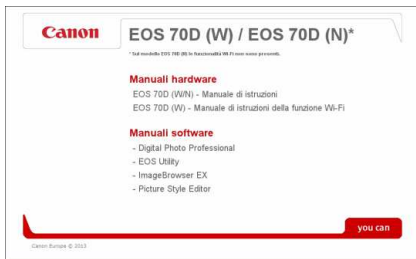 Canon
EOS 70D (W) / EOS 70D (N)*
* Sul modello EOS 70D (N) le funzionalità Wi-Fi non sono presenti.
Manuali hardware
EOS 70D (W/N) - Manuale di istruzioni
EOS 70D (W) - Manuale di istruzioni della funzione Wi-Fi
Manuali software
- Digital Photo Professional
- EOS Utility
- ImageBrowser EX
- Picture Style Editor
you can
Canon Europa © 2013